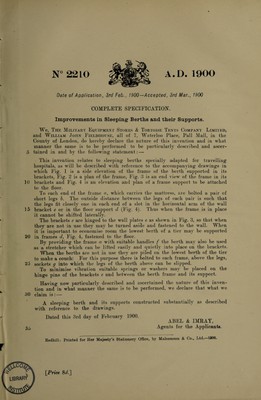 Nº 2240
A.D. 1900
Date of Application, 3rd Feb., 1900—Accepted, 3rd Mar., 1900
COMPLETE SPECIFICATION.
Improvements in Sleeping Berths and their Supports.
We, The Military Equipment Stores & Tortoise Tents Company Limited,
and William John Fieldhouse, all of 7, Waterloo Place, Pall Mall, in the
County of London, do hereby declare the nature of this invention and in what
manner the same is to be performed to be particularly described and ascer-
5 tained in and by the following statement:—
This invention relates to sleeping berths specially adapted for travelling
hospitals, as will be described with reference to the accompanying drawings in
which Fig. 1 is a side elevation of the frame of the berth supported in its
brackets, Fig. 2 is a plan of the frame, Fig. 3 is an end view of the frame in its
10 brackets and Fig. 4 is an elevation and plan of a frame support to be attached
to the floor.
To each end of the frame a, which carries the mattress, are bolted a pair of
short legs b. The outside distance between the legs of each pair is such that
the legs fit closely one in each end of a slot in the horizontal arm of the wall
15 bracket c or in the floor support d (Fig. 4). Thus when the frame is in place
it cannot be shifted laterally.
The brackets c are hinged to the wall plates e as shown in Fig. 3, so that when
they are not in use they may be turned aside and fastened to the wall. When
it is important to economise room the lowest berth of a tier may be supported
20 in frames d, Fig. 4, fastened to the floor.
By providing the frame a with suitable handles f the berth may also be used
as a stretcher which can be lifted easily and quietly into place on the brackets.
When the berths are not in use they are piled on the lowest berth of the tier
to make a couch. For this purpose there is bolted to each frame, above the legs,
25 sockets g into which the legs of the berth above can be slipped.
To minimise vibration suitable springs or washers may be placed on the
hinge pins of the brackets c and between the berth frame and its support.
Having now particularly described and ascertained the nature of this inven-
tion and in what manner the same is to be performed, we declare that what we
30 claim is:—
A sleeping berth and its supports constructed substantially as described
with reference to the drawings.
Dated this 3rd day of February 1900.
ABEL & IMRAY,
35 Agents for the Applicants.
Redhill: Printed for Her Majesty's Stationery Office, by Malcomson & Co., Ltd.—1900.
[Price 8d.]
LIBRARY